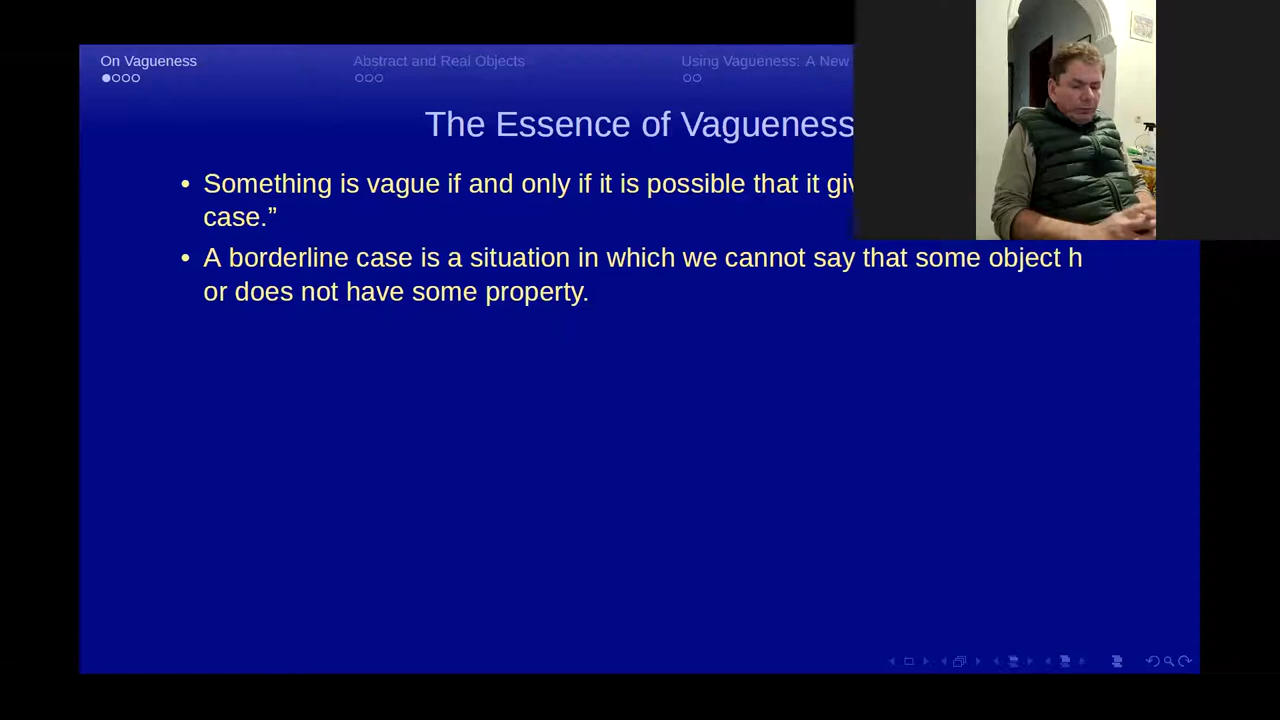 On Vagueness
Abstract and Real Objects
Using Vagueness: A New
The Essence of Vagueness
• Something is vague if and only if it is possible that it
case.”
• A borderline case is a situation in which we cannot say that some object
or does not have some property.